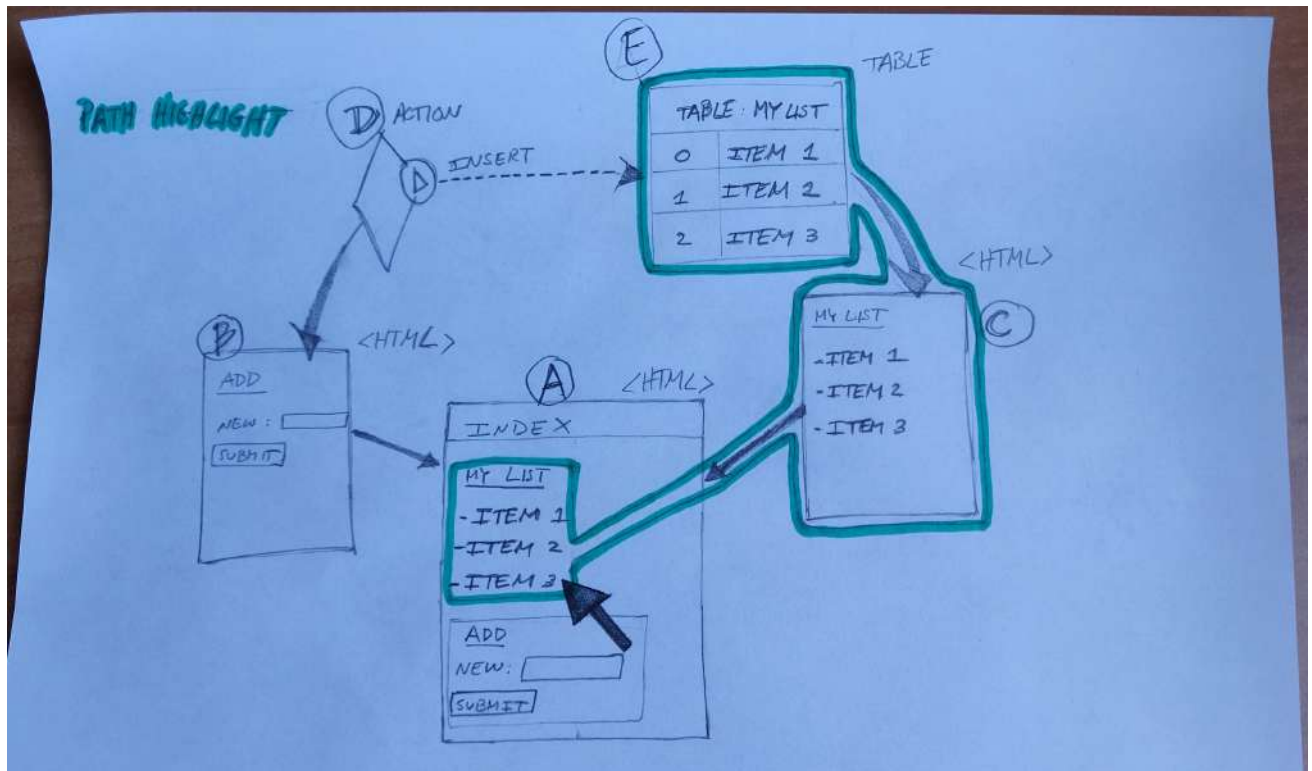 PATH HIGHLIGHT
D ACTION
INSERT
E
TABLE
TABLE: MY LIST
0 ITEM 1
1 ITEM 2
2 ITEM 3
<HTML>
C
MY LIST
- ITEM 1
- ITEM 2
- ITEM 3
B
<HTML>
ADD
NEW:
SUBMIT
A
<HTML>
INDEX
MY LIST
- ITEM 1
- ITEM 2
- ITEM 3
ADD
NEW:
SUBMIT